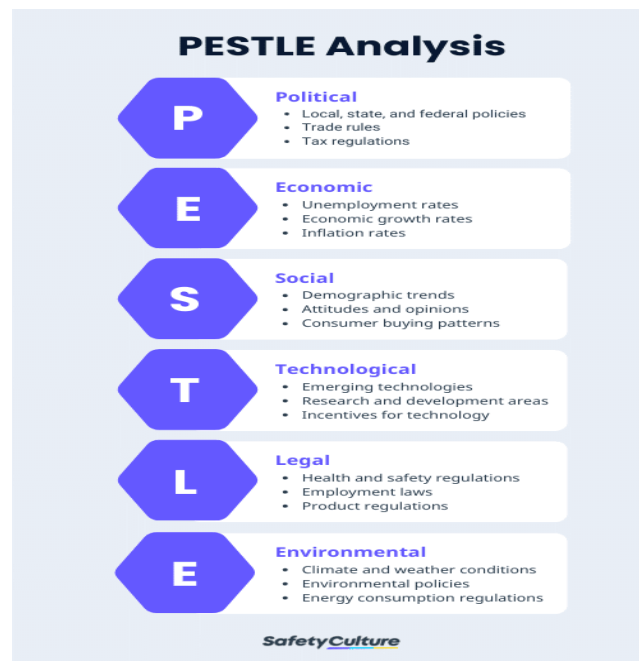 PESTLE Analysis
P
Political
• Local, state, and federal policies
• Trade rules
• Tax regulations
E
Economic
• Unemployment rates
• Economic growth rates
• Inflation rates
S
Social
• Demographic trends
• Attitudes and opinions
• Consumer buying patterns
T
Technological
• Emerging technologies
• Research and development areas
• Incentives for technology
L
Legal
• Health and safety regulations
• Employment laws
• Product regulations
E
Environmental
• Climate and weather conditions
• Environmental policies
• Energy consumption regulations
SafetyCulture